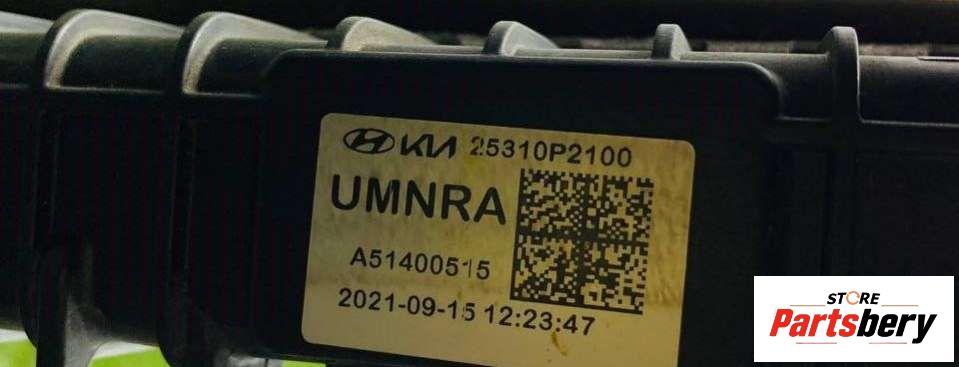 KIA 25310P2100
UMNRA
A51400515
2021-09-15 12:23:47
STORE
Partsbery